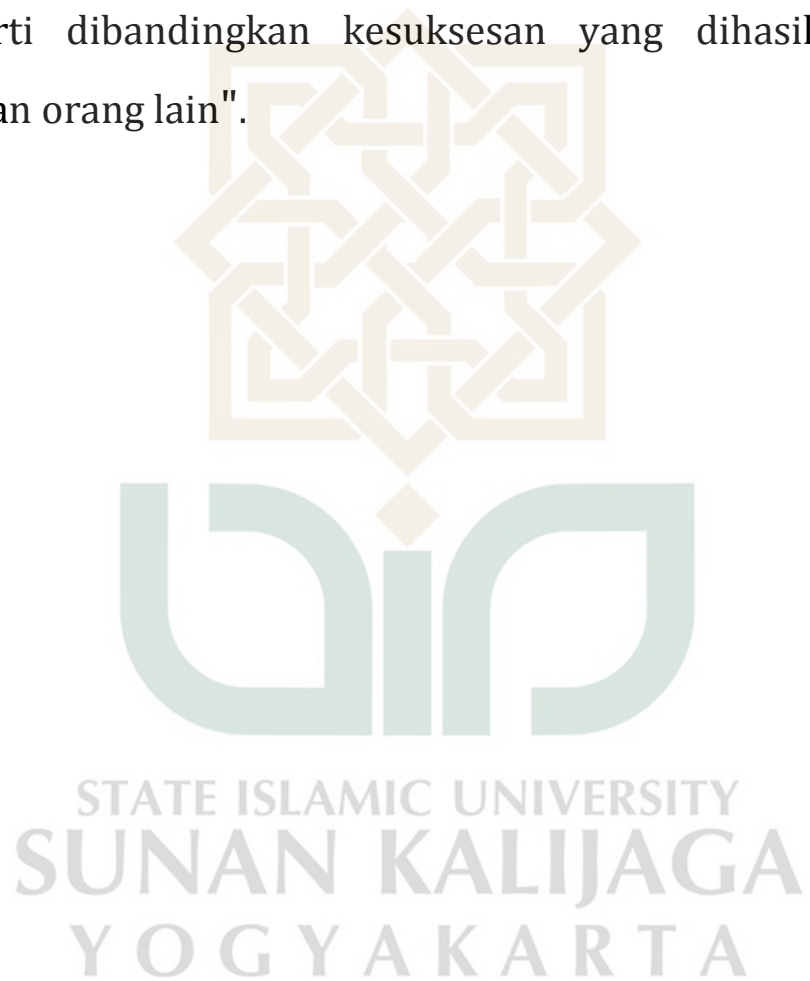 rti dibandingkan kesuksesan yang dihasil
an orang lain".
STATE ISLAMIC UNIVERSITY
SUNAN KALIJAGA
YOGYAKARTA